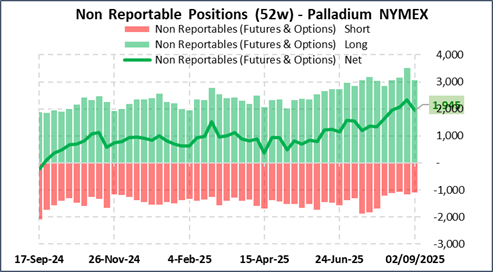 Non Reportable Positions (52w) - Palladium NYMEX
Non Reportables (Futures & Options) Short
Non Reportables (Futures & Options) Long
Non Reportables (Futures & Options) Net
4,000
3,000
1,945
2,000
1,000
-
-1,000
-2,000
-3,000
17-Sep-24 26-Nov-24 4-Feb-25 15-Apr-25 24-Jun-25 02/09/2025